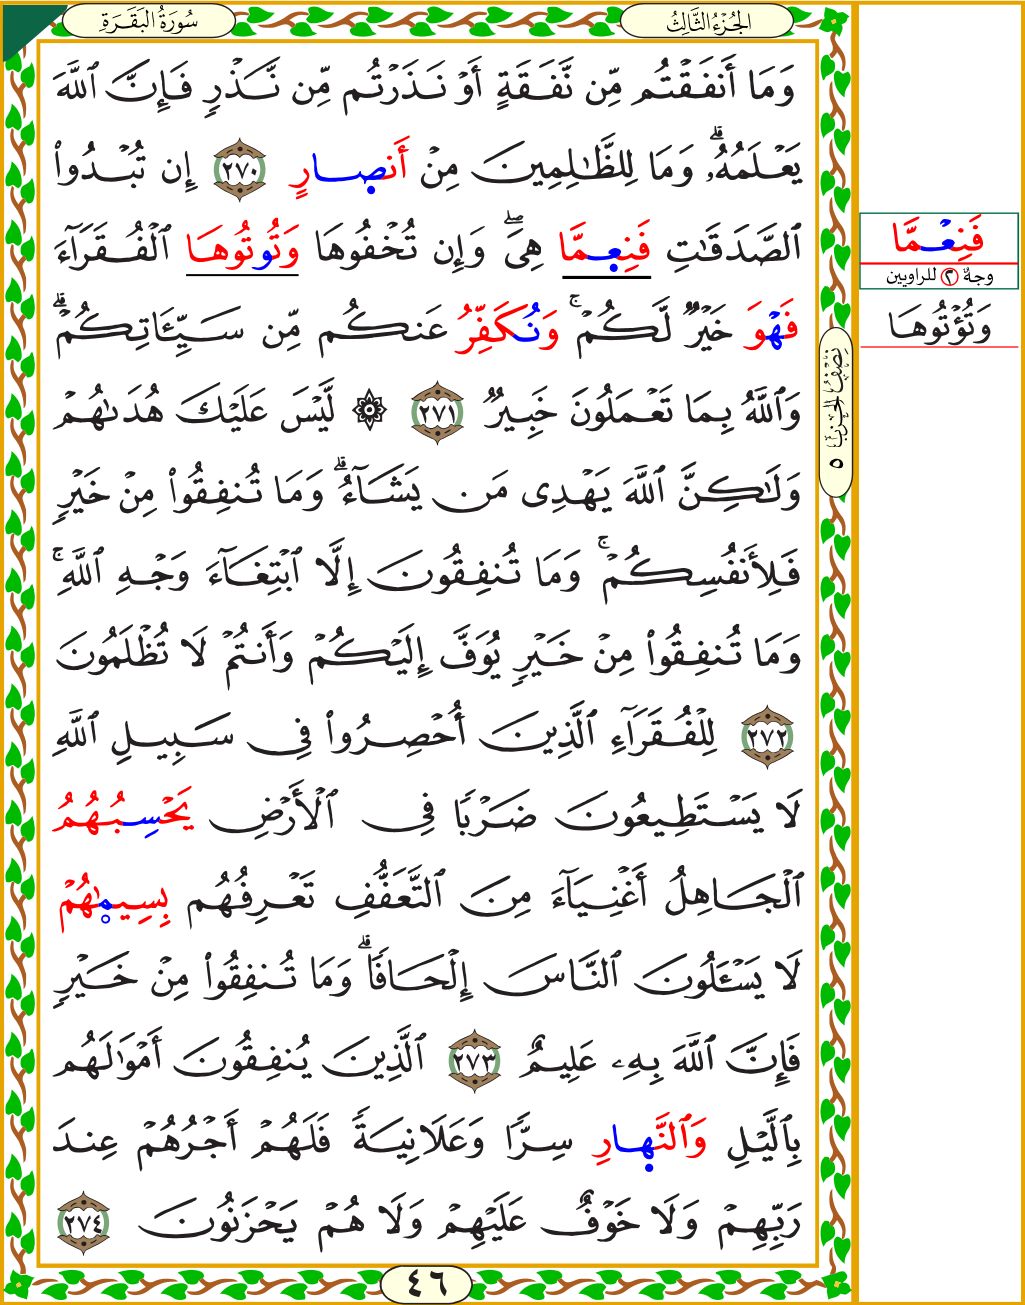 سُورَةُ البَقَرَةِ
الجُزْءُ الثَّالِثُ
وَمَآ أَنفَقْتُم مِّن نَّفَقَةٍ أَوْ نَذَرْتُم مِّن نَّذْرٍ فَإِنَّ ٱللَّهَ
يَعْلَمُهُۥۗ وَمَا لِلظَّٰلِمِينَ مِنْ أَنصارٍ ٢٧٠ إِن تُبْدُواْ
ٱلصَّدَقَٰتِ فَنِعِمَّا هِىَۖ وَإِن تُخْفُوهَا وَتُوتُوهَا ٱلْفُقَرَآءَ
فَهْوَ خَيْرٌ لَّكُمْۚ وَنُكَفِّرُ عَنكُم مِّن سَيِّـَٔاتِكُمْۗ
وَٱللَّهُ بِمَا تَعْمَلُونَ خَبِيرٌ ٢٧١ ۞ لَّيْسَ عَلَيْكَ هُدَىٰهُمْ
وَلَٰكِنَّ ٱللَّهَ يَهْدِى مَن يَشَآءُۗ وَمَا تُنفِقُواْ مِنْ خَيْرٍ
فَلِأَنفُسِكُمْۚ وَمَا تُنفِقُونَ إِلَّا ٱبْتِغَآءَ وَجْهِ ٱللَّهِۚ
وَمَا تُنفِقُواْ مِنْ خَيْرٍ يُوَفَّ إِلَيْكُمْ وَأَنتُمْ لَا تُظْلَمُونَ
٢٧٢ لِلْفُقَرَآءِ ٱلَّذِينَ أُحْصِرُواْ فِى سَبِيلِ ٱللَّهِ
لَا يَسْتَطِيعُونَ ضَرْبًا فِى ٱلْأَرْضِ يَحْسِبُهُمُ
ٱلْجَاهِلُ أَغْنِيَآءَ مِنَ ٱلتَّعَفُّفِ تَعْرِفُهُم بِسِيمَٰهُمْ
لَا يَسْـَٔلُونَ ٱلنَّاسَ إِلْحَافًاۗ وَمَا تُنفِقُواْ مِنْ خَيْرٍ
فَإِنَّ ٱللَّهَ بِهِۦ عَلِيمٌ ٢٧٣ ٱلَّذِينَ يُنفِقُونَ أَمْوَٰلَهُم
بِٱلَّيْلِ وَٱلنَّهارِ سِرًّا وَعَلَانِيَةً فَلَهُمْ أَجْرُهُمْ عِندَ
رَبِّهِمْ وَلَا خَوْفٌ عَلَيْهِمْ وَلَا هُمْ يَحْزَنُونَ ٢٧٤
فَنِعْمَّا
وجهٌ ٢ للراويين
وَتُؤْتُوهَا
نِصْفُ الحِزْبُ ٥
٤٦